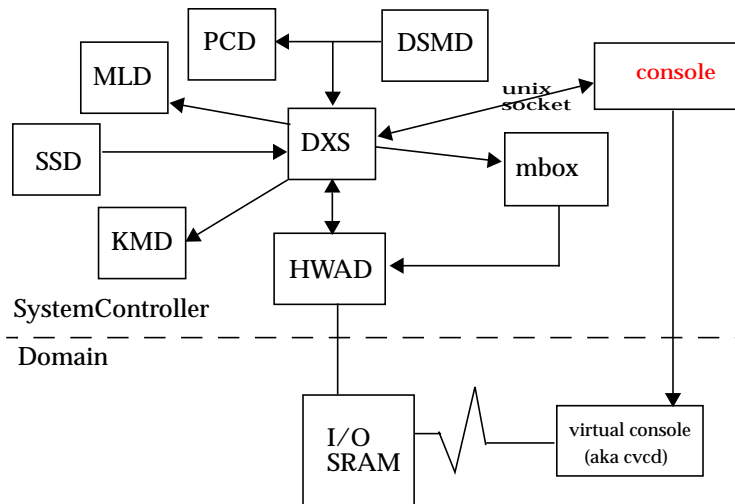 PCD
DSMD
MLD
console
unix
socket
DXS
SSD
mbox
KMD
HWAD
SystemController
Domain
I/O
SRAM
virtual console
(aka cvcd)